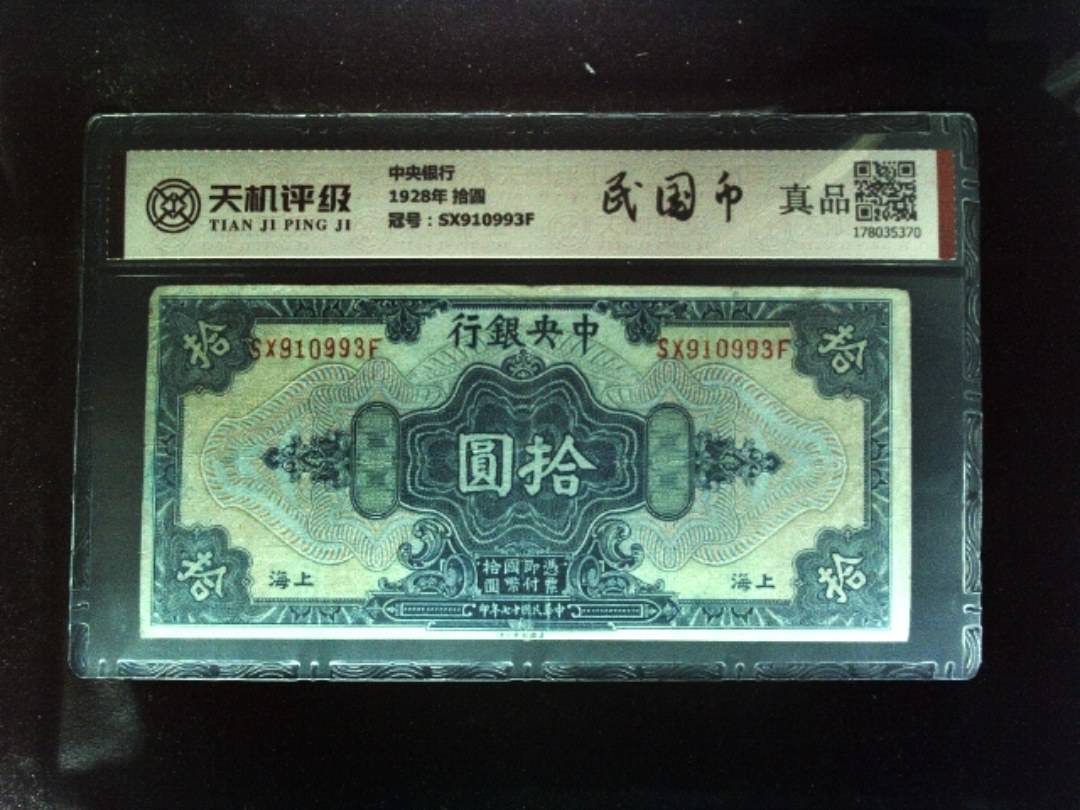 天机评级
TIAN JI PING JI
中央银行
1928年 拾圆
冠号：SX910993F
民国币
真品
178035370
拾
行銀央中
拾
SX910993F
SX910993F
圓拾
拾
上海
憑票即付國幣拾圓
上海
拾
印年七十國民華中